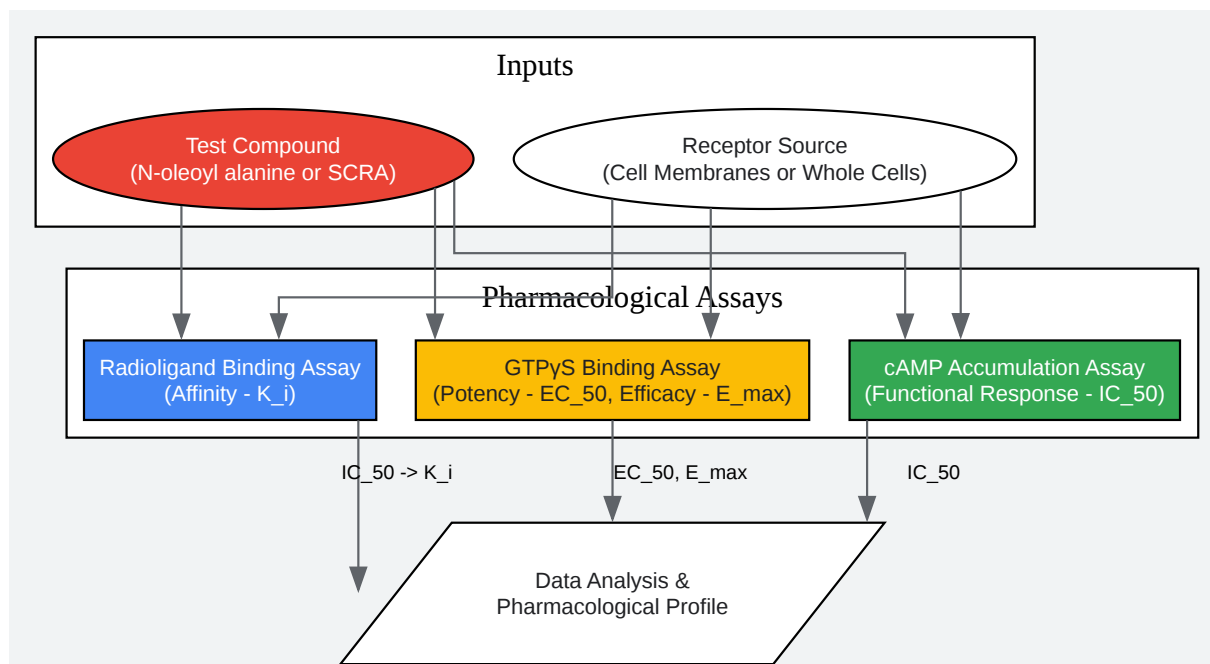 Inputs
Test Compound
(N-oleoyl alanine or SCRA)
Receptor Source
(Cell Membranes or Whole Cells)
Pharmacological Assays
Radioligand Binding Assay
(Affinity - K_i)
GTPγS Binding Assay
(Potency - EC_50, Efficacy - E_max)
cAMP Accumulation Assay
(Functional Response - IC_50)
IC_50 -> K_i
EC_50, E_max
IC_50
Data Analysis &
Pharmacological Profile